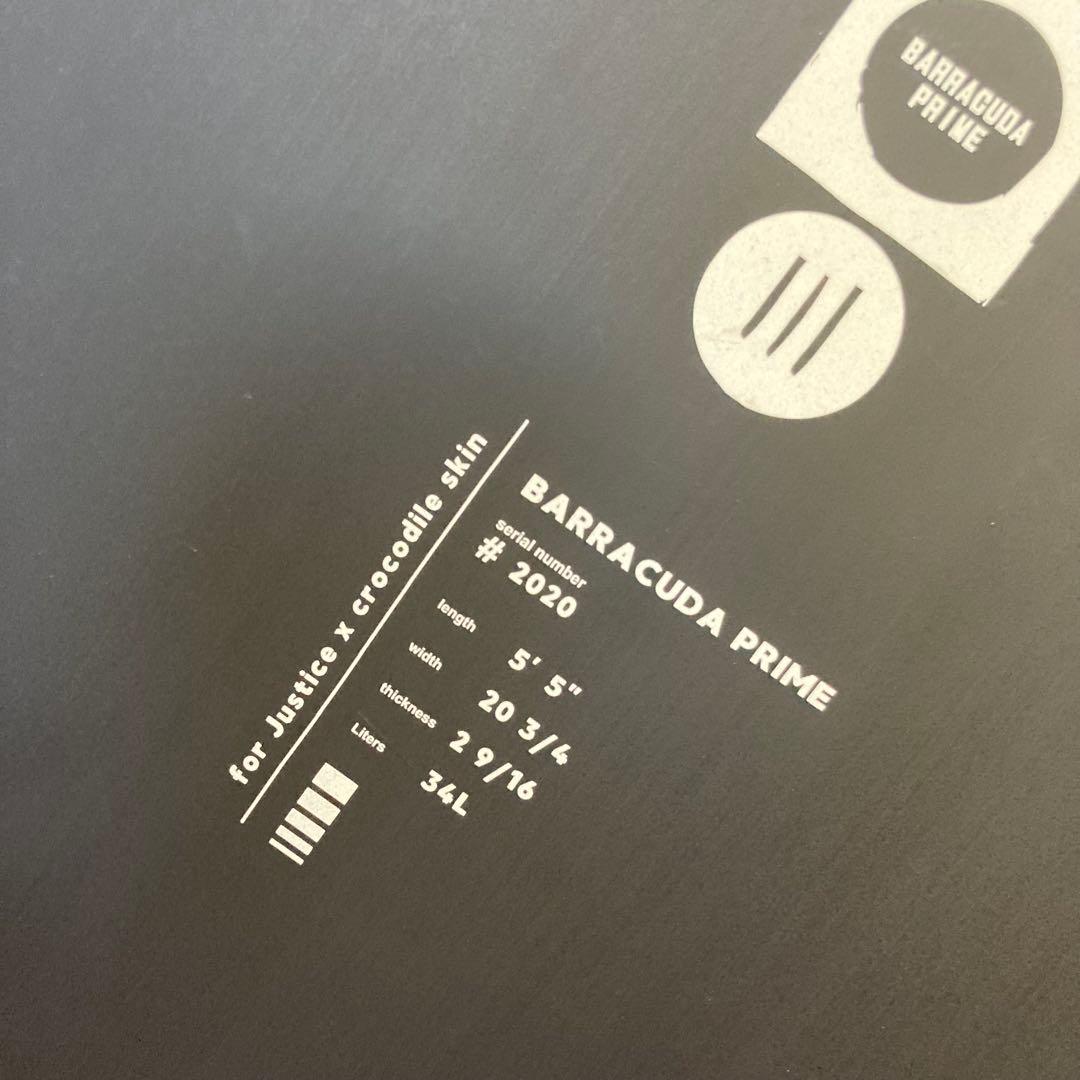 BARRACUDA
PRIME
for Justice x crocodile skin
BARRACUDA PRIME
serial number
# 2020
length 5' 5"
width 20 3/4
thickness 2 9/16
Liters 34L